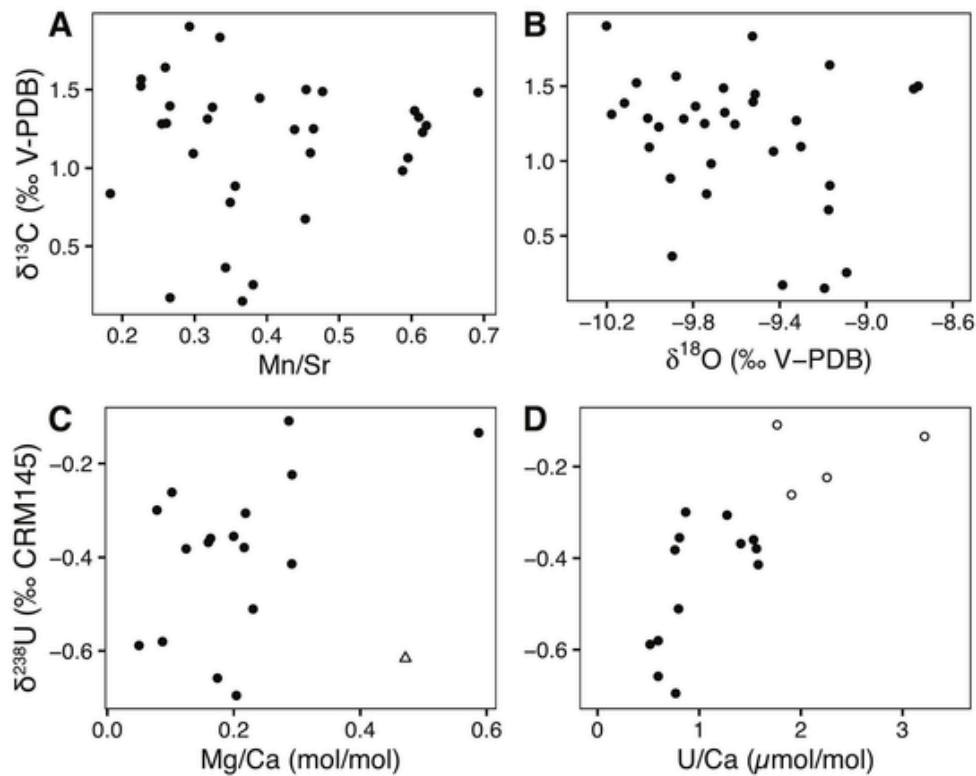 A
B
δ¹³C (‰ V-PDB)
1.5
1.0
0.5
0.2 0.3 0.4 0.5 0.6 0.7
Mn/Sr
1.5
1.0
0.5
−10.2 −9.8 −9.4 −9.0 −8.6
δ¹⁸O (‰ V−PDB)
C
D
δ²³⁸U (‰ CRM145)
−0.2
−0.4
−0.6
0.0 0.2 0.4 0.6
Mg/Ca (mol/mol)
−0.2
−0.4
−0.6
0 1 2 3
U/Ca (μmol/mol)